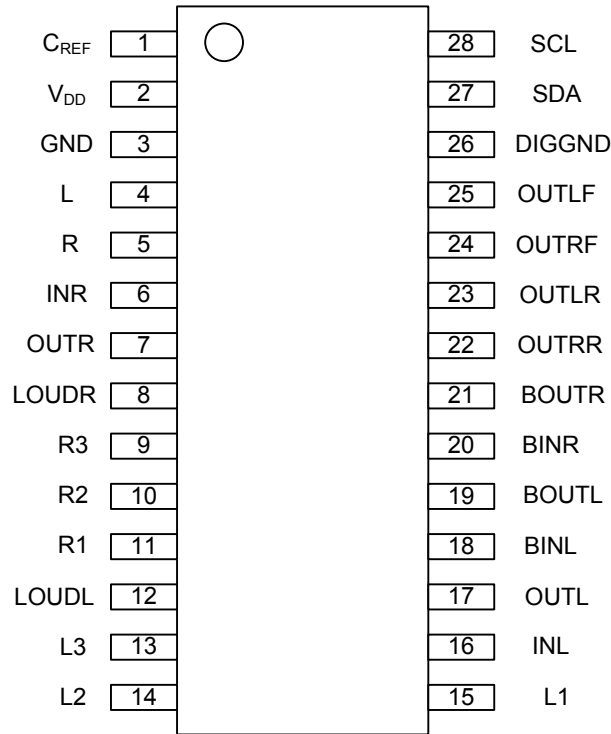 C_REF 1 28 SCL
V_DD 2 27 SDA
GND 3 26 DIGGND
L 4 25 OUTLF
R 5 24 OUTRF
INR 6 23 OUTLR
OUTR 7 22 OUTRR
LOUDR 8 21 BOUTR
R3 9 20 BINR
R2 10 19 BOUTL
R1 11 18 BINL
LOUDL 12 17 OUTL
L3 13 16 INL
L2 14 15 L1